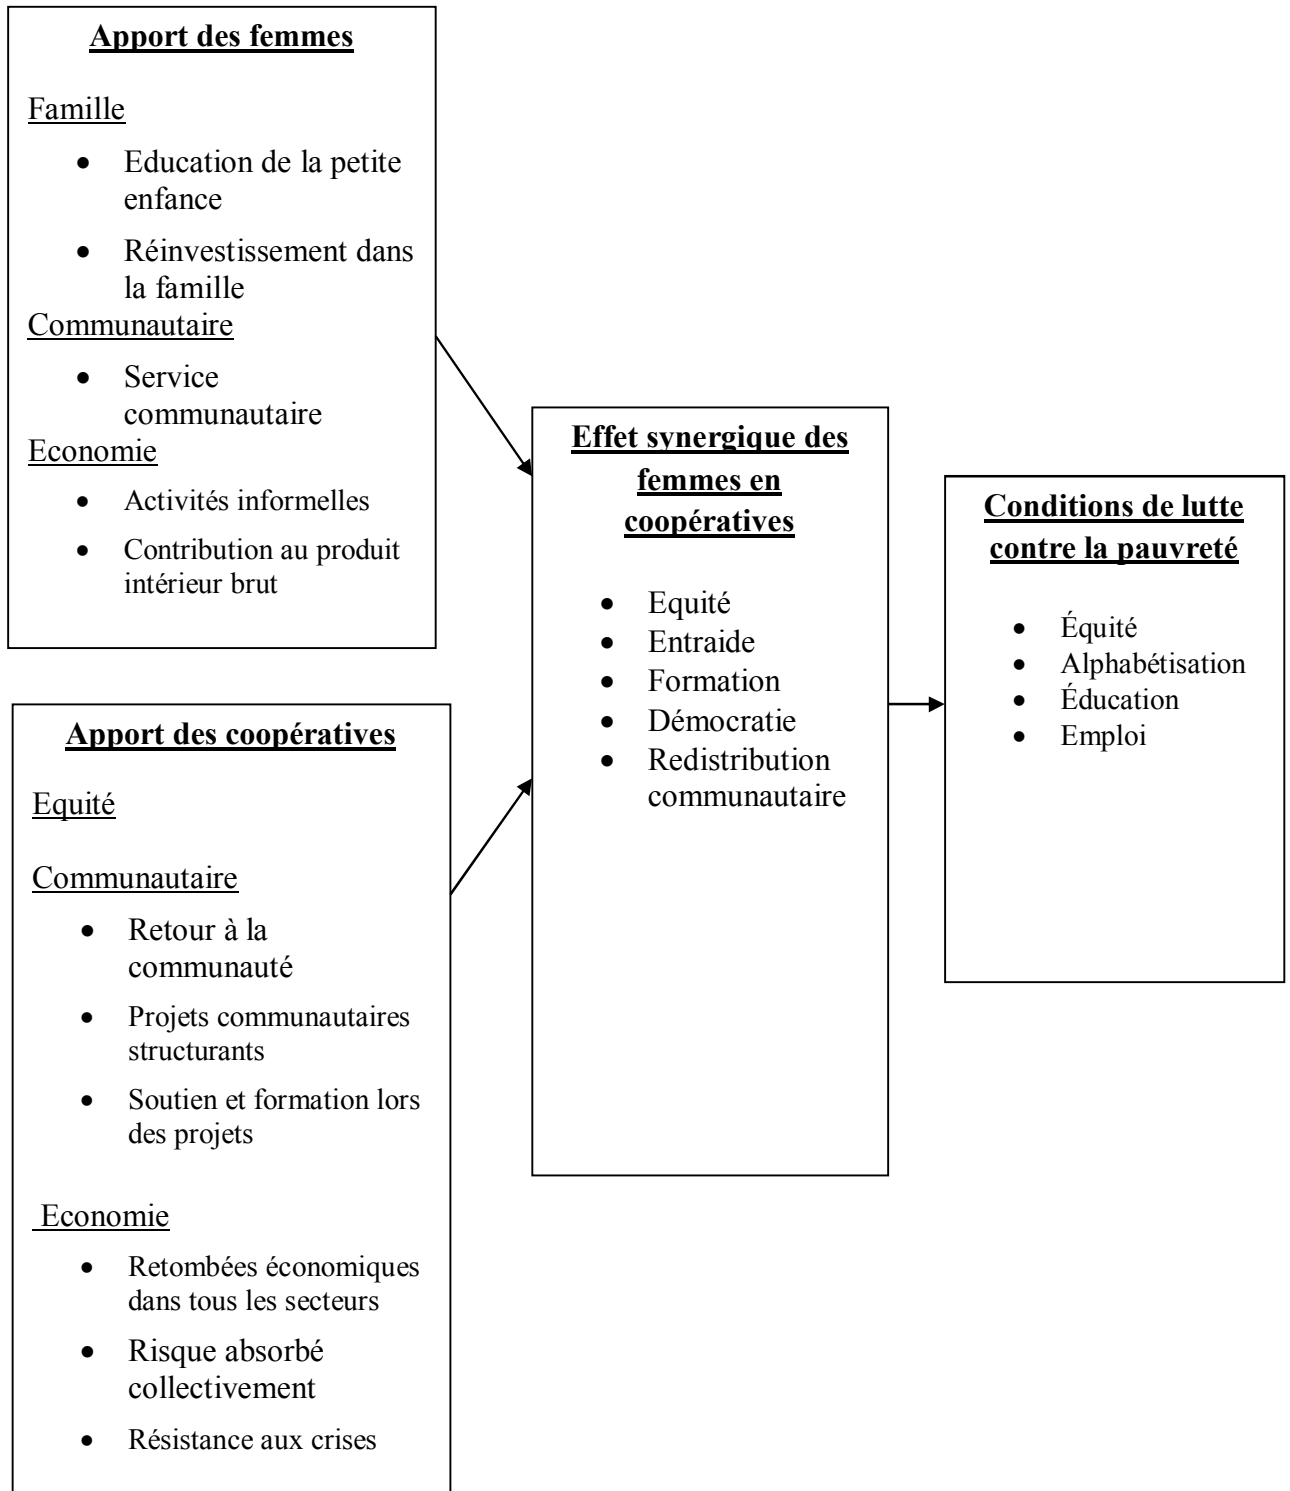 Apport des femmes
Famille
• Education de la petite
enfance
• Réinvestissement dans
la famille
Communautaire
• Service
communautaire
Economie
• Activités informelles
• Contribution au produit
intérieur brut
Apport des coopératives
Equité
Communautaire
• Retour à la
communauté
• Projets communautaires
structurants
• Soutien et formation lors
des projets
Economie
• Retombées économiques
dans tous les secteurs
• Risque absorbé
collectivement
• Résistance aux crises
Effet synergique des
femmes en
coopératives
• Equité
• Entraide
• Formation
• Démocratie
• Redistribution
communautaire
Conditions de lutte
contre la pauvreté
• Équité
• Alphabétisation
• Éducation
• Emploi